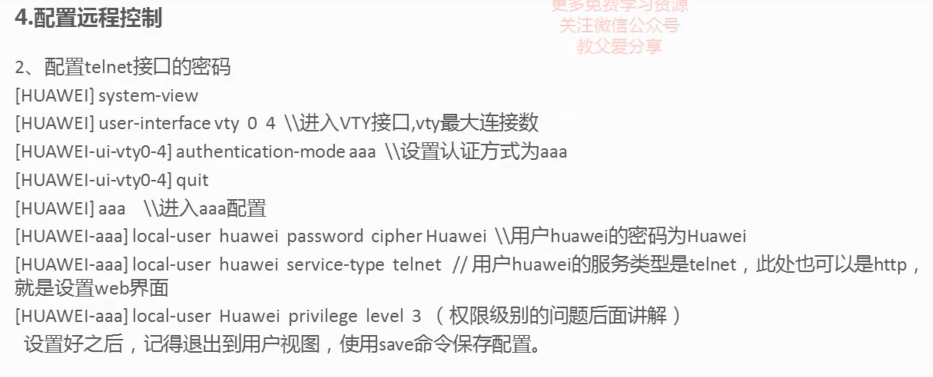 4.配置远程控制
更多免费学习资源
关注微信公众号
教父爱分享
2、配置telnet接口的密码
[HUAWEI] system-view
[HUAWEI] user-interface vty 0 4 \\进入VTY接口,vty最大连接数
[HUAWEI-ui-vty0-4] authentication-mode aaa \\设置认证方式为aaa
[HUAWEI-ui-vty0-4] quit
[HUAWEI] aaa \\进入aaa配置
[HUAWEI-aaa] local-user huawei password cipher Huawei \\用户huawei的密码为Huawei
[HUAWEI-aaa] local-user huawei service-type telnet // 用户huawei的服务类型是telnet，此处也可以是http，
就是设置web界面
[HUAWEI-aaa] local-user Huawei privilege level 3 （权限级别的问题后面讲解）
设置好之后，记得退出到用户视图，使用save命令保存配置。